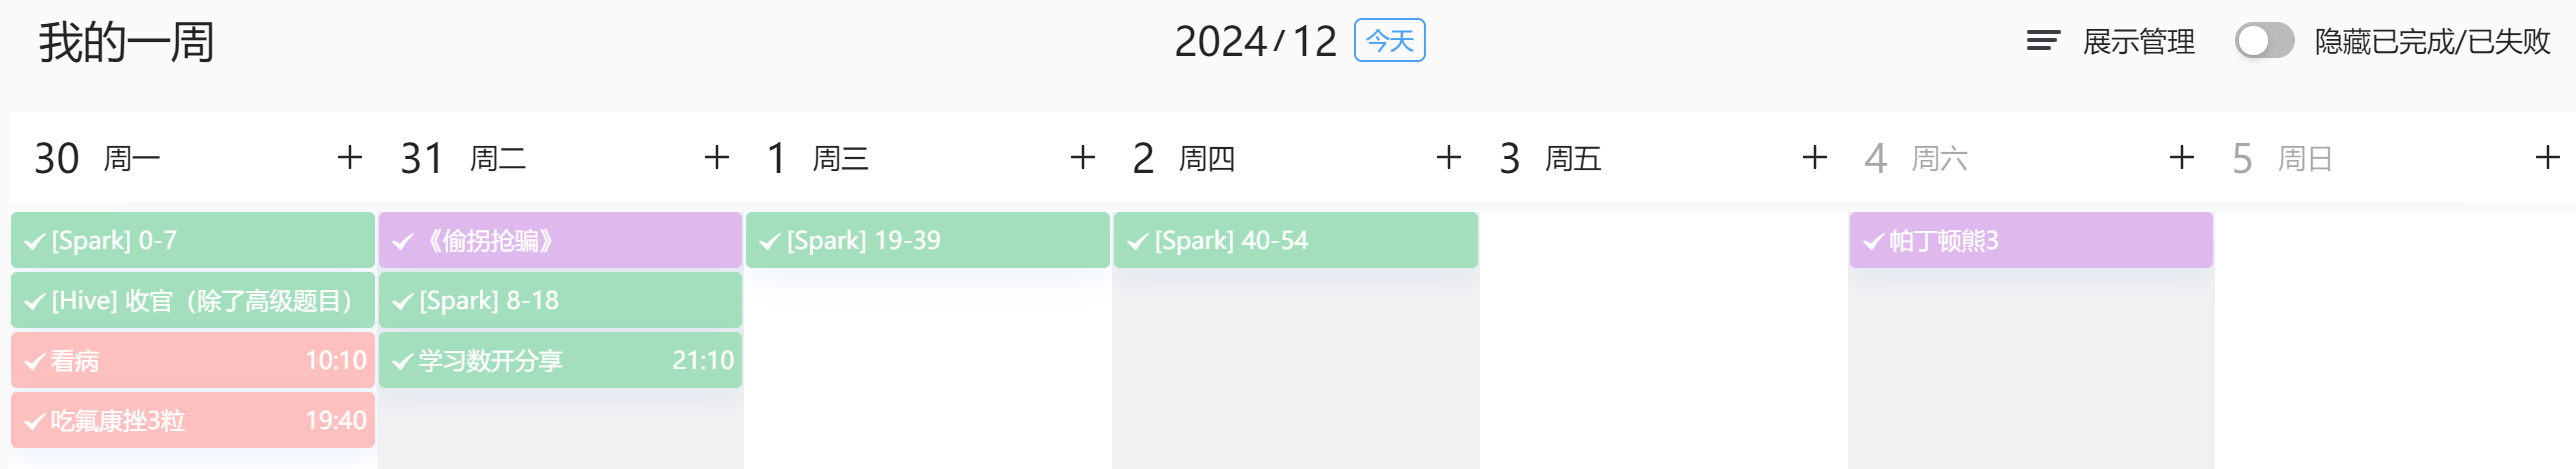 我的一周
2024/12 今天
展示管理 隐藏已完成/已失败
30 周一 + 31 周二 + 1 周三 + 2 周四 + 3 周五 + 4 周六 + 5 周日 +
[Spark] 0-7
[Hive] 收官（除了高级题目）
看病 10:10
吃氟康挫3粒 19:40
《偷拐抢骗》
[Spark] 8-18
学习数开分享 21:10
[Spark] 19-39
[Spark] 40-54
帕丁顿熊3